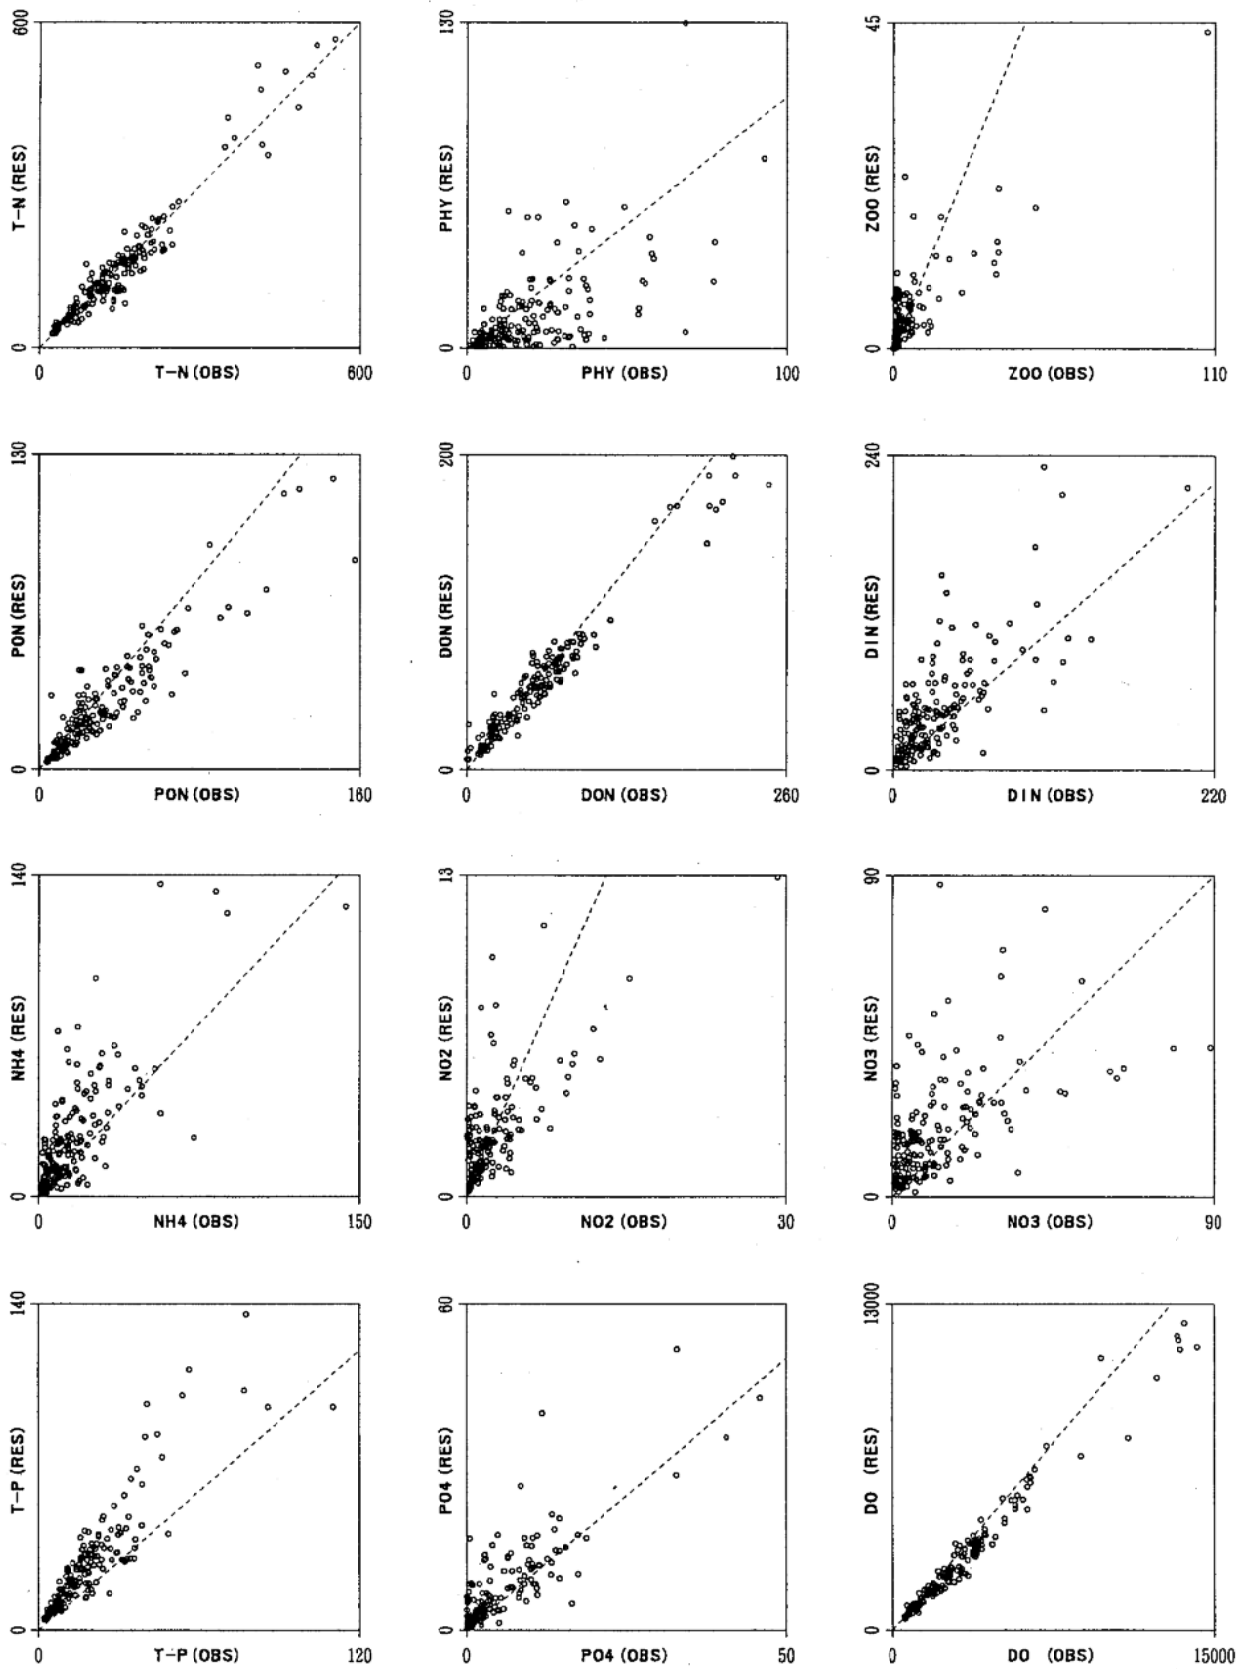 600
T-N (RES)
0
0
T-N (OBS)
600
130
PHY (RES)
0
0
PHY (OBS)
100
45
ZOO (RES)
0
0
ZOO (OBS)
110
130
PON (RES)
0
0
PON (OBS)
160
200
DON (RES)
0
0
DON (OBS)
260
240
DIN (RES)
0
0
DIN (OBS)
220
140
NH4 (RES)
0
0
NH4 (OBS)
150
13
NO2 (RES)
0
0
NO2 (OBS)
30
90
NO3 (RES)
0
0
NO3 (OBS)
90
140
T-P (RES)
0
0
T-P (OBS)
120
60
PO4 (RES)
0
0
PO4 (OBS)
50
13000
DO (RES)
0
0
DO (OBS)
15000